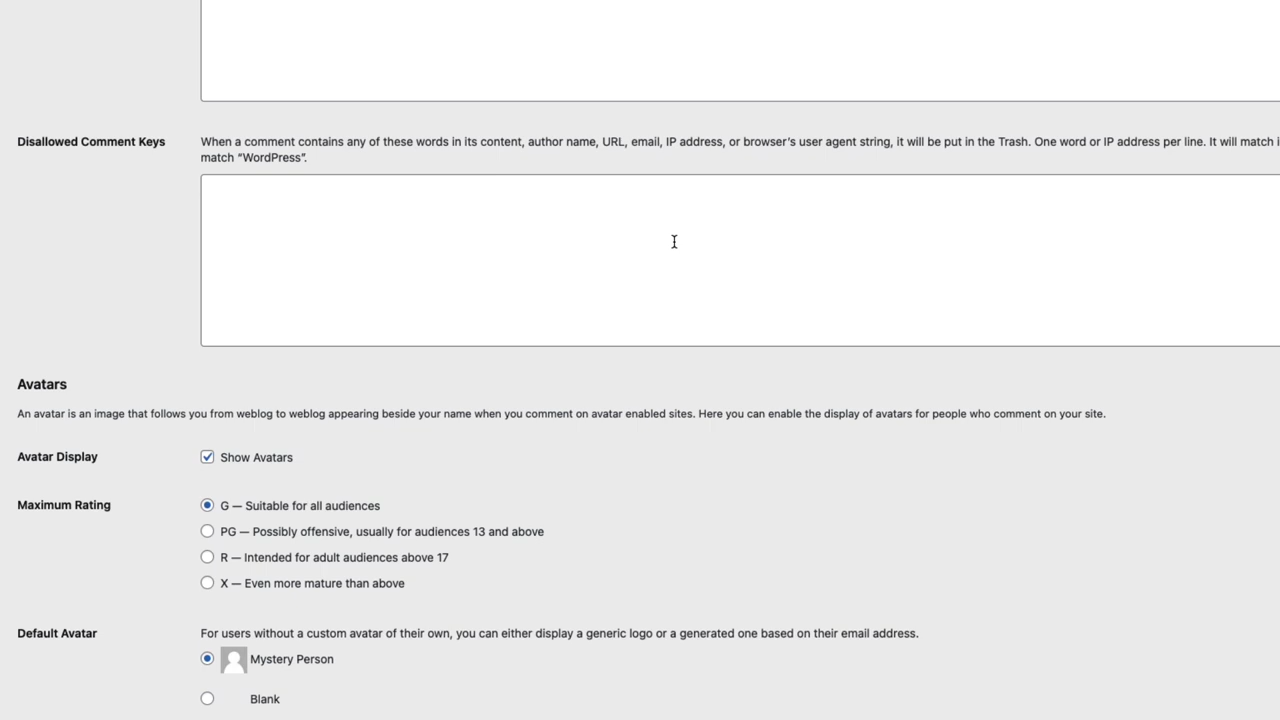 Disallowed Comment Keys
When a comment contains any of these words in its content, author name, URL, email, IP address, or browser's user agent string, it will be put in the Trash. One word or IP address per line. It will match
match “WordPress”.
Avatars
An avatar is an image that follows you from weblog to weblog appearing beside your name when you comment on avatar enabled sites. Here you can enable the display of avatars for people who comment on your site.
Avatar Display
Show Avatars
Maximum Rating
G — Suitable for all audiences
PG — Possibly offensive, usually for audiences 13 and above
R — Intended for adult audiences above 17
X — Even more mature than above
Default Avatar
For users without a custom avatar of their own, you can either display a generic logo or a generated one based on their email address.
Mystery Person
Blank